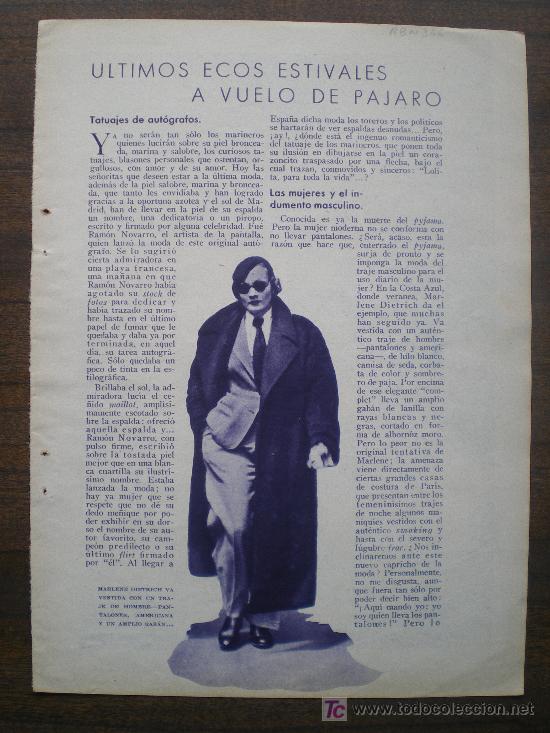 RBN356
ULTIMOS ECOS ESTIVALES
A VUELO DE PAJARO
Tatuajes de autógrafos.
YA no serán tan sólo los marineros
quienes lucirán sobre su piel broncea-
da, marina y salobre, los curiosos ta-
tuajes, blasones personales que ostentan, or-
gullosos, con amor y de su amor. Hoy las
señoritas que deseen estar a la última moda,
además de la piel salobre, marina y broncea-
da, que tanto les envidiaba y han logrado
gracias a la oportuna azotea y el sol de Ma-
drid, han de llevar en la piel de su espalda
un nombre, una dedicatoria o un piropo,
escrito y firmado por alguna celebridad. Fué
Ramón Novarro, el artista de la pantalla,
quien lanzó la moda de este original autó-
grafo. Se lo sugirió
cierta admiradora en
una playa francesa,
una mañana en que
Ramón Novarro había
agotado su stock de
fotos para dedicar y
había trazado su nom-
bre hasta en el último
papel de fumar que le
quedaba y daba ya por
terminada, en aquel
día, su tarea autográ-
fica. Sólo quedaba un
poco de tinta en la es-
tilográfica.
Brillaba el sol, la ad-
miradora lucía el ce-
ñido maillot, amplísi-
mamente escotado so-
bre la espalda; ofreció
aquella espalda y...
Ramón Novarro, con
pulso firme, escribió
sobre la tostada piel
mejor que en una blan-
ca cuartilla su ilustrí-
simo nombre. Estaba
lanzada la moda; no
hay ya mujer que se
respete que no dé su
dedo meñique por po-
der exhibir en su dor-
so el nombre de su au-
tor favorito, su cam-
peón predilecto o su
último flirt firmado
por "él". Al llegar a
MARLENE DIETRICH VA
VESTIDA CON UN TRA-
JE DE HOMBRE—PAN-
TALONES, AMERICANA
Y UN AMPLIO GABÁN...
España dicha moda los toreros y los políticos
se hartarán de ver espaldas desnudas... Pero,
¡ay!, ¿dónde está el ingenuo romanticismo
del tatuaje de los marineros, que ponen toda
su ilusión en dibujarse en la piel un cora-
zoncito traspasado por una flecha, bajo el
cual trazan, conmovidos y sinceros: "Loli-
ta, para toda la vida"...?
Las mujeres y el in-
dumento masculino.
Conocida es ya la muerte del pyjama.
Pero la mujer moderna no se conforma con
no llevar pantalones. ¿Será, acaso, esta la
razón que hace que, enterrado el pyjama,
surja de pronto y se
imponga la moda del
traje masculino para el
uso diario de la mu-
jer? En la Costa Azul,
donde veranea, Mar-
lene Dietrich da el
ejemplo, que muchas
han seguido ya. Va
vestida con un autén-
tico traje de hombre
—pantalones y ameri-
cana—, de hilo blanco,
camisa de seda, corba-
ta de color y sombre-
ro de paja. Por encima
de ese elegante "com-
plet" lleva un amplio
gabán de lanilla con
rayas blancas y ne-
gras, cortado en for-
ma de albornoz moro.
Pero lo peor no es la
original tentativa de
Marlene; la amenaza
viene directamente de
ciertas grandes casas
de costura de París,
que presentan entre los
femeninísimos trajes
de noche algunos ma-
niquíes vestidos con el
auténtico smoking y
hasta con el severo y
lúgubre frac. ¿Nos in-
clinaremos ante este
nuevo capricho de la
moda? Personalmente,
no me disgusta, aun-
que fuera tan sólo por
poder decir bien alto:
"¡Aquí mando yo; yo
soy quien lleva los pan-
talones!" Pero lo
TC todocoleccion
www.todocoleccion.net